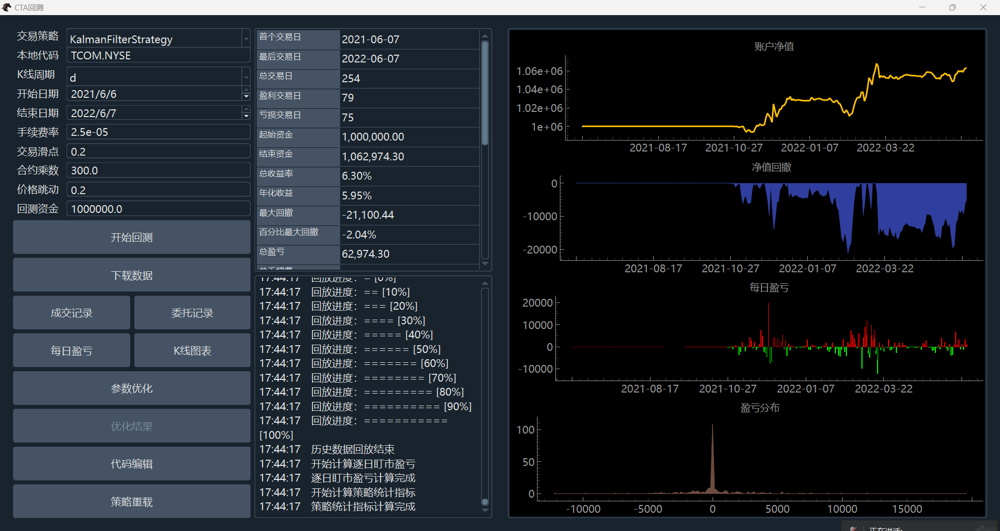 CTA回测
交易策略 KalmanFilterStrategy
本地代码 TCOM.NYSE
K线周期 d
开始日期 2021/6/6
结束日期 2022/6/7
手续费率 2.5e-05
交易滑点 0.2
合约乘数 300.0
价格跳动 0.2
回测资金 1000000.0
开始回测
下载数据
成交记录 委托记录
每日盈亏 K线图表
参数优化
优化结果
代码编辑
策略重载
首个交易日 2021-06-07
最后交易日 2022-06-07
总交易日 254
盈利交易日 79
亏损交易日 75
起始资金 1,000,000.00
结束资金 1,062,974.30
总收益率 6.30%
年化收益 5.95%
最大回撤 -21,100.44
百分比最大回撤 -2.04%
总盈亏 62,974.30
总手续费
17:44:17 回放进度： = [0%]
17:44:17 回放进度： == [10%]
17:44:17 回放进度： === [20%]
17:44:17 回放进度： ==== [30%]
17:44:17 回放进度： ===== [40%]
17:44:17 回放进度： ====== [50%]
17:44:17 回放进度： ======= [60%]
17:44:17 回放进度： ======== [70%]
17:44:17 回放进度： ========= [80%]
17:44:17 回放进度： ========== [90%]
17:44:17 回放进度： ===========
[100%]
17:44:17 历史数据回放结束
17:44:17 开始计算逐日盯市盈亏
17:44:17 逐日盯市盈亏计算完成
17:44:17 开始计算策略统计指标
17:44:17 策略统计指标计算完成
账户净值
1.06e+06
1.04e+06
1.02e+06
1e+06
2021-08-17 2021-10-27 2022-01-07 2022-03-22
净值回撤
0
-10000
-20000
2021-08-17 2021-10-27 2022-01-07 2022-03-22
每日盈亏
20000
10000
0
-10000
2021-08-17 2021-10-27 2022-01-07 2022-03-22
盈亏分布
100
50
0
-10000 -5000 0 5000 10000 15000
正在讲话: